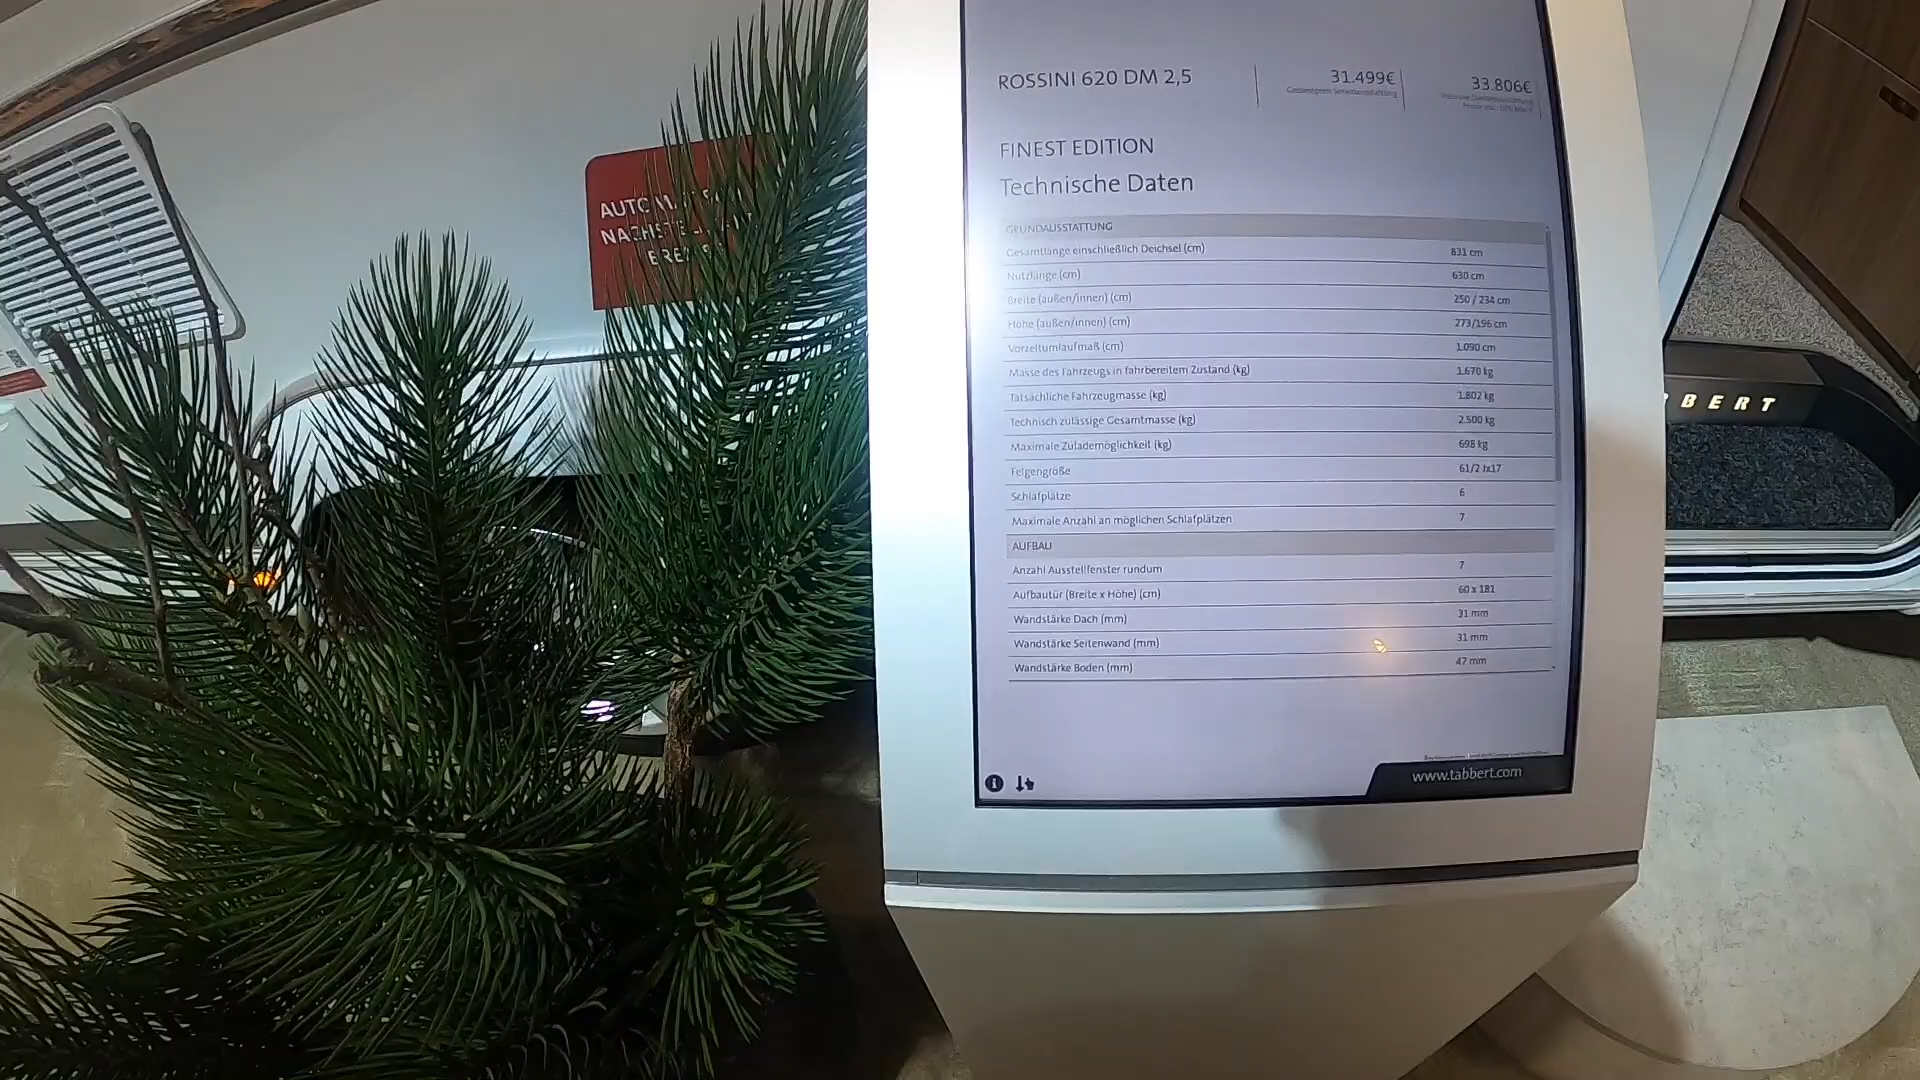 ROSSINI 620 DM 2,5
31.499€
33.806€
FINEST EDITION
Technische Daten
GRUNDAUSSTATTUNG
Gesamtlänge einschließlich Deichsel (cm) 831 cm
Nutzlänge (cm) 630 cm
Breite (außen/innen) (cm) 250 / 234 cm
Höhe (außen/innen) (cm) 273/196 cm
Vorzeltumlaufmaß (cm) 1.090 cm
Masse des Fahrzeugs in fahrbereitem Zustand (kg) 1.670 kg
Tatsächliche Fahrzeugmasse (kg) 1.802 kg
Technisch zulässige Gesamtmasse (kg) 2.500 kg
Maximale Zulademöglichkeit (kg) 698 kg
Felgengröße 61/2 Jx17
Schlafplätze 6
Maximale Anzahl an möglichen Schlafplätzen 7
AUFBAU
Anzahl Ausstellfenster rundum 7
Aufbautür (Breite x Höhe) (cm) 60 x 181
Wandstärke Dach (mm) 31 mm
Wandstärke Seitenwand (mm) 31 mm
Wandstärke Boden (mm) 47 mm
www.tabbert.com
BBERT